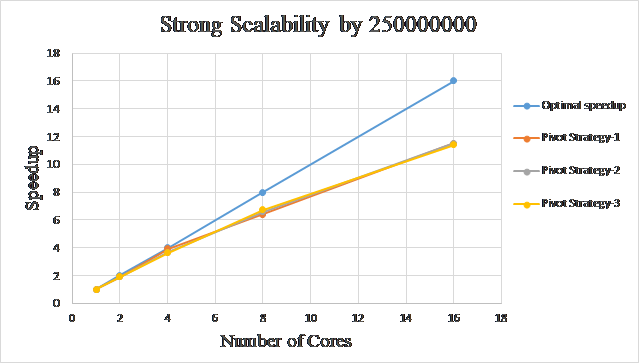 Strong Scalability by 250000000
18
16
14
12
10
8
6
4
2
0
Speedup
0 2 4 6 8 10 12 14 16 18
Number of Cores
Optimal speedup
Pivot Strategy-1
Pivot Strategy-2
Pivot Strategy-3